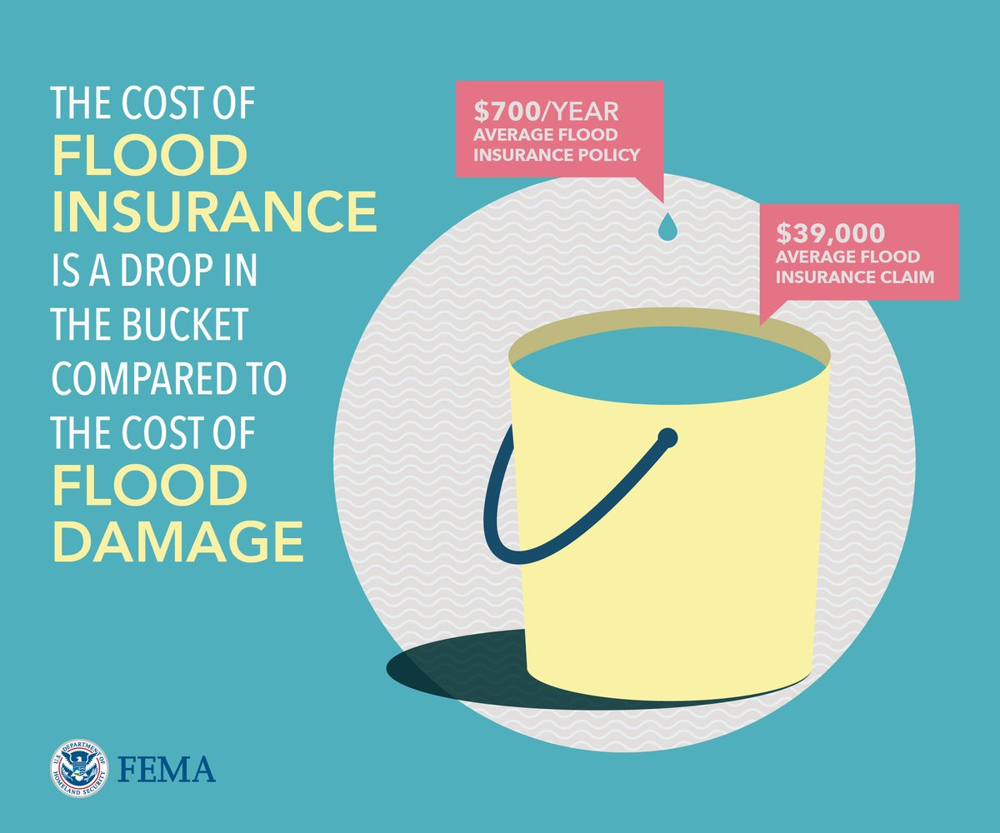 THE COST OF
FLOOD
INSURANCE
IS A DROP IN
THE BUCKET
COMPARED TO
THE COST OF
FLOOD
DAMAGE
$700/YEAR
AVERAGE FLOOD
INSURANCE POLICY
$39,000
AVERAGE FLOOD
INSURANCE CLAIM
U.S. DEPARTMENT OF
HOMELAND SECURITY
FEMA